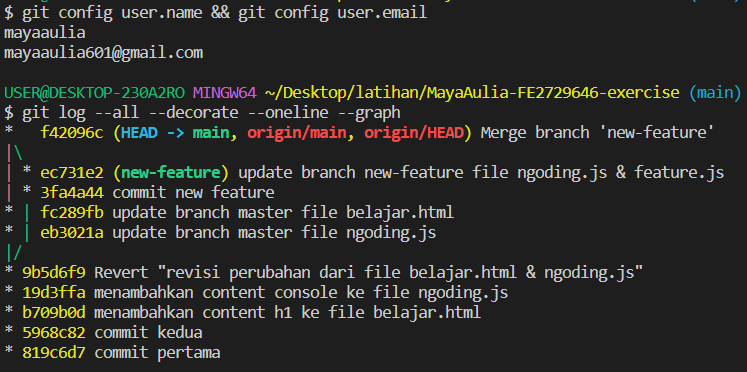 $ git config user.name && git config user.email
mayaaulia
mayaaulia601@gmail.com
USER@DESKTOP-230A2RO MINGW64 ~/Desktop/latihan/MayaAulia-FE2729646-exercise (main)
$ git log --all --decorate --oneline --graph
*   f42096c (HEAD -> main, origin/main, origin/HEAD) Merge branch 'new-feature'
|\
| * ec731e2 (new-feature) update branch new-feature file ngoding.js & feature.js
| * 3fa4a44 commit new feature
* | fc289fb update branch master file belajar.html
* | eb3021a update branch master file ngoding.js
|/
* 9b5d6f9 Revert "revisi perubahan dari file belajar.html & ngoding.js"
* 19d3ffa menambahkan content console ke file ngoding.js
* b709b0d menambahkan content h1 ke file belajar.html
* 5968c82 commit kedua
* 819c6d7 commit pertama